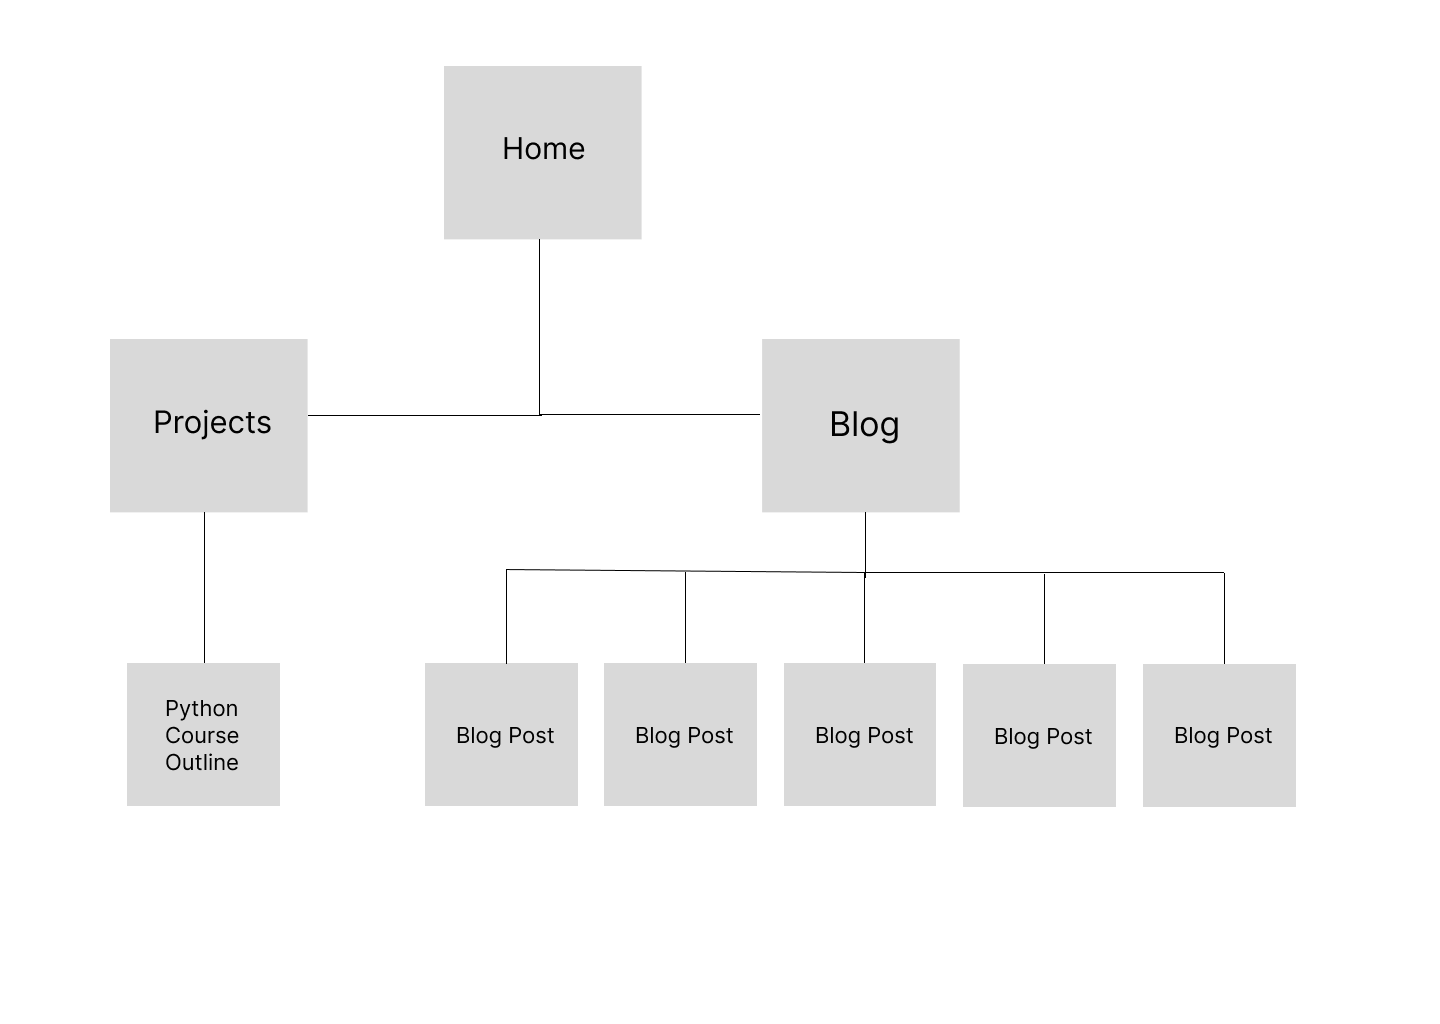 Home
Projects
Blog
Python
Course
Outline
Blog Post
Blog Post
Blog Post
Blog Post
Blog Post